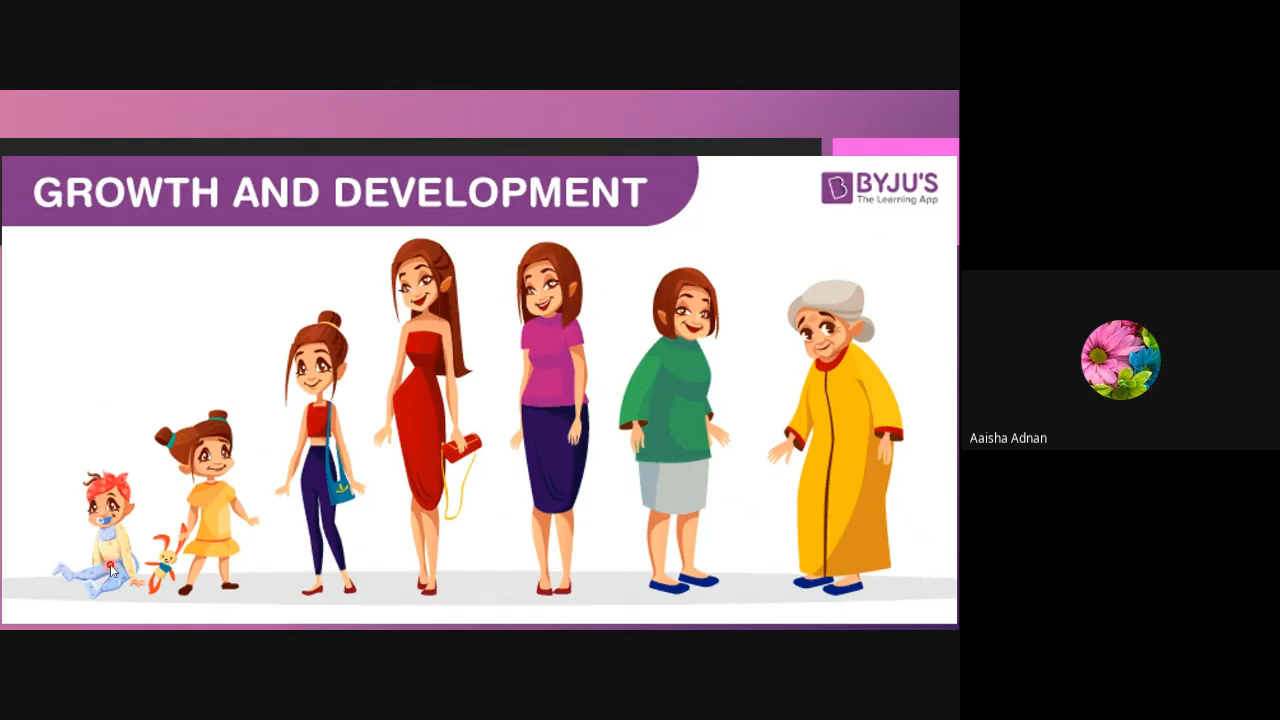 GROWTH AND DEVELOPMENT
BYJU'S
The Learning App
Aaisha Adnan